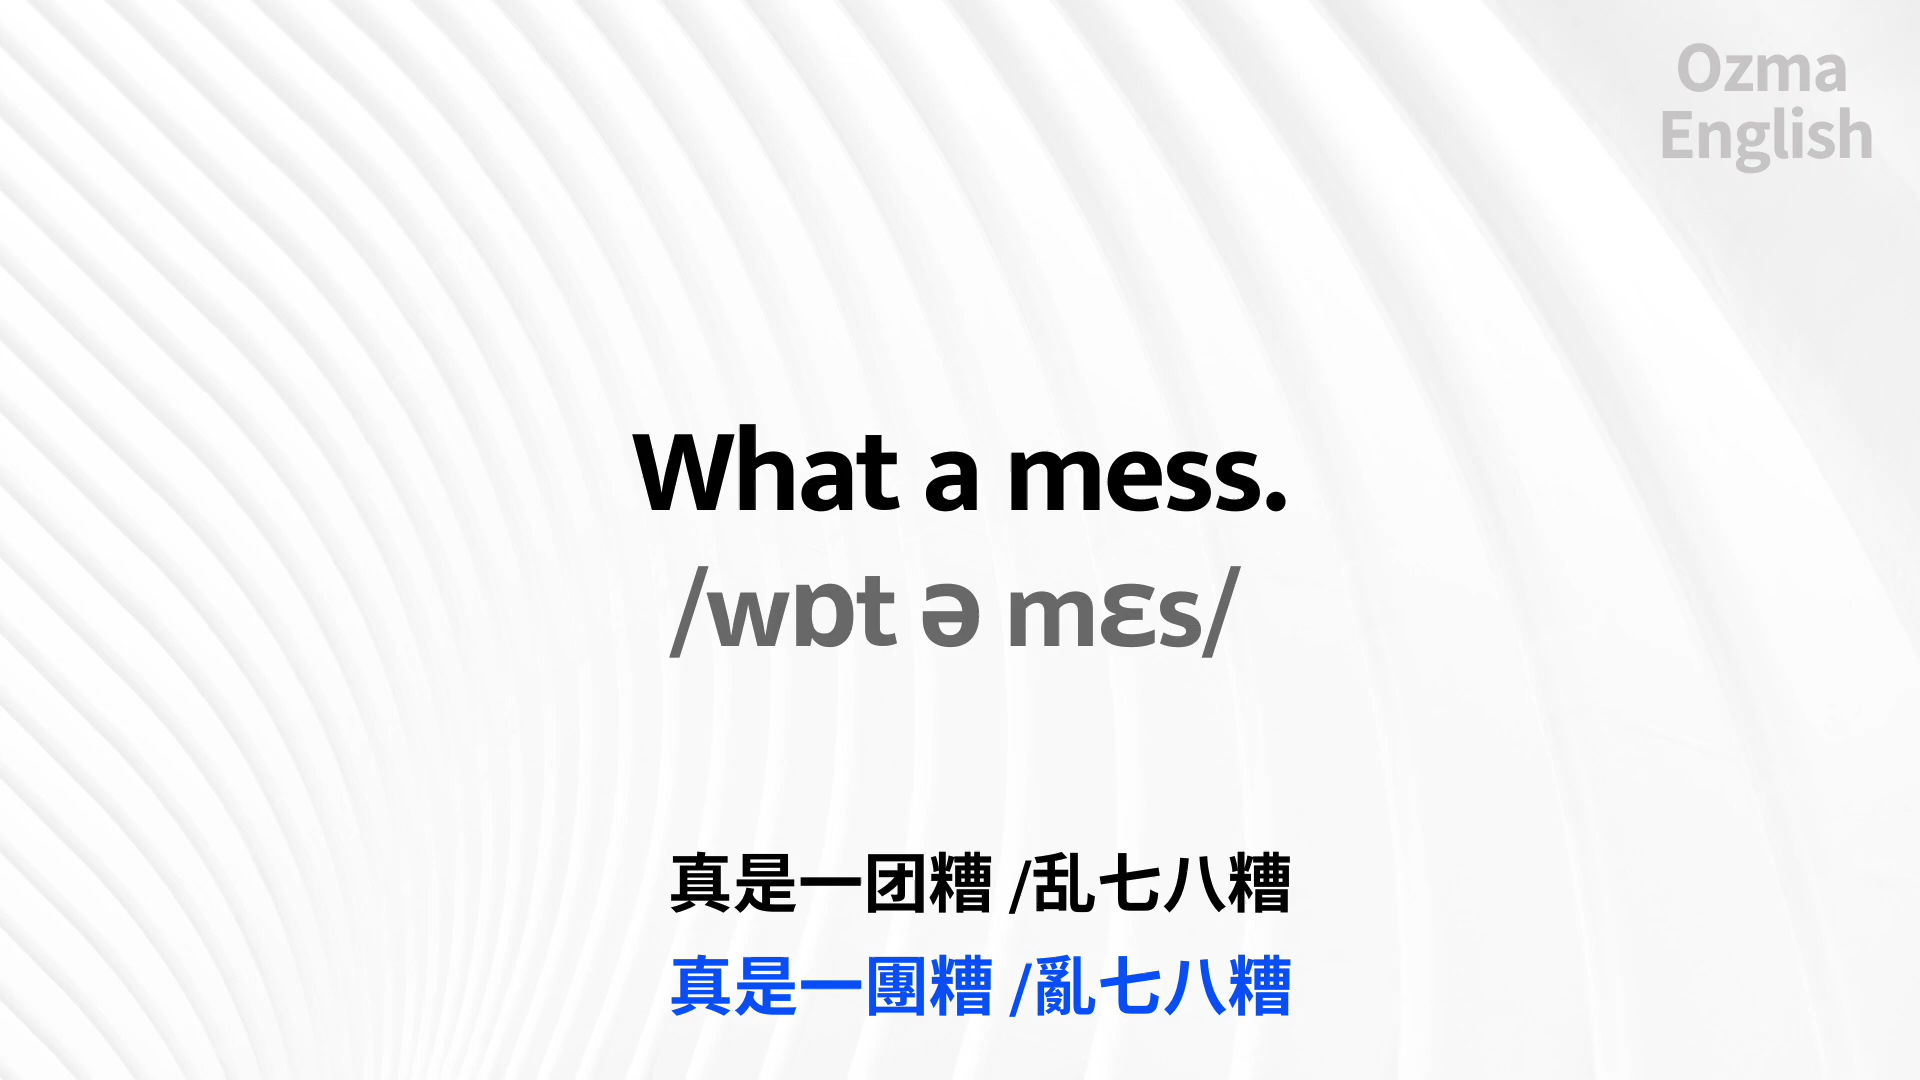 Ozma
English
What a mess.
/wɒt ə mɛs/
真是一团糟 /乱七八糟
真是一團糟 /亂七八糟